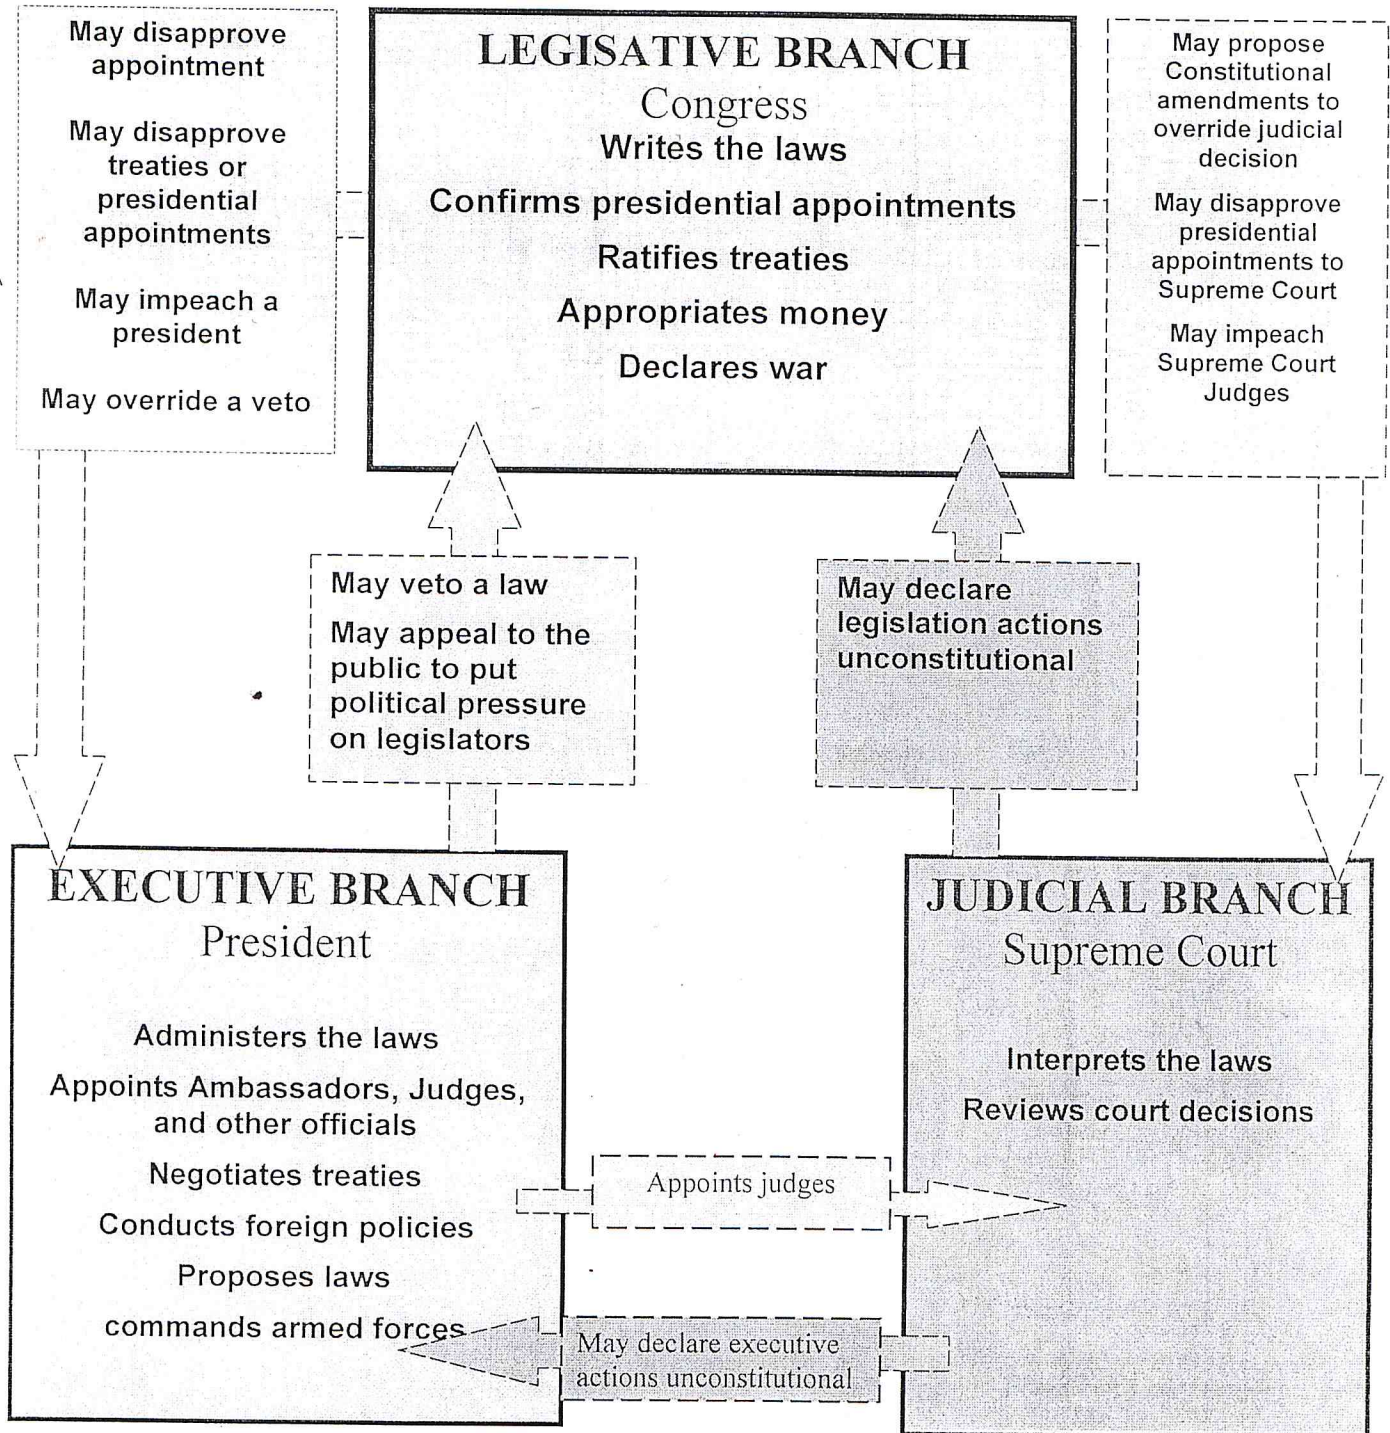 May disapprove
appointment
May disapprove
treaties or
presidential
appointments
May impeach a
president
May override a veto
LEGISATIVE BRANCH
Congress
Writes the laws
Confirms presidential appointments
Ratifies treaties
Appropriates money
Declares war
May propose
Constitutional
amendments to
override judicial
decision
May disapprove
presidential
appointments to
Supreme Court
May impeach
Supreme Court
Judges
May veto a law
May appeal to the
public to put
political pressure
on legislators
May declare
legislation actions
unconstitutional
EXECUTIVE BRANCH
President
Administers the laws
Appoints Ambassadors, Judges,
and other officials
Negotiates treaties
Conducts foreign policies
Proposes laws
commands armed forces
JUDICIAL BRANCH
Supreme Court
Interprets the laws
Reviews court decisions
Appoints judges
May declare executive
actions unconstitutional